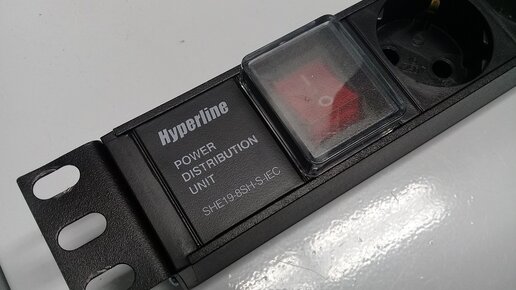 Hyperline
POWER
DISTRIBUTION
UNIT
SHE19-8SH-S-IEC